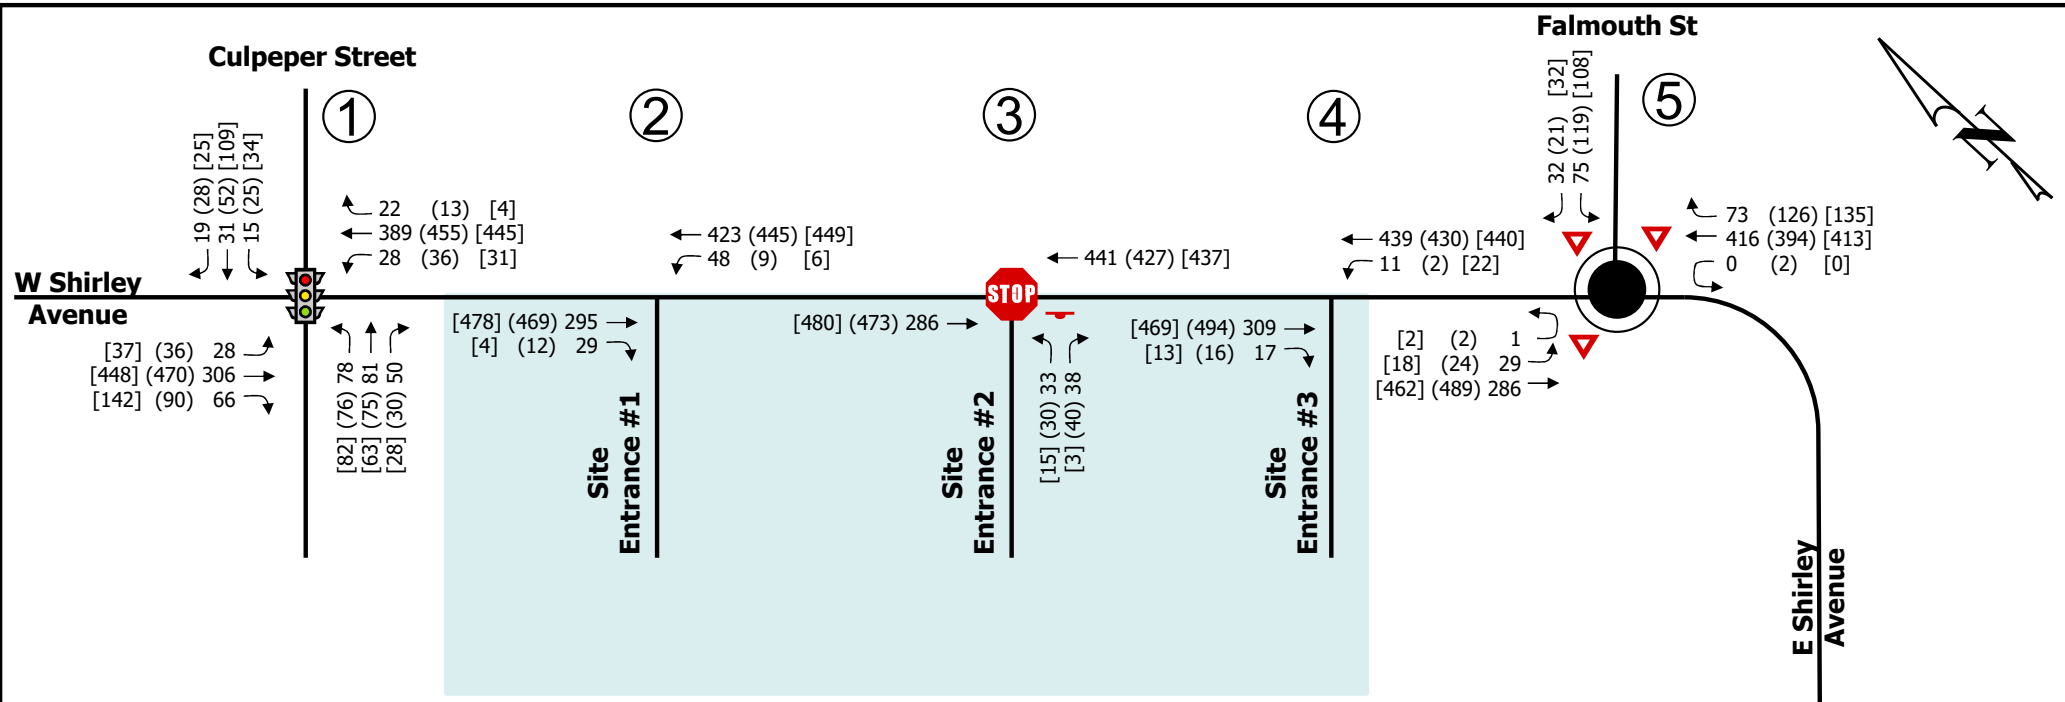 Culpeper Street
Falmouth St
1
2
3
4
5
19 (28) [25]
31 (52) [109]
15 (25) [34]
22 (13) [4]
389 (455) [445]
28 (36) [31]
W Shirley
Avenue
[37] (36) 28
[448] (470) 306
[142] (90) 66
[82] (76) 78
[63] (75) 81
[28] (30) 50
423 (445) [449]
48 (9) [6]
[478] (469) 295
[4] (12) 29
Site
Entrance #1
441 (427) [437]
STOP
[480] (473) 286
[15] (30) 33
[3] (40) 38
Site
Entrance #2
439 (430) [440]
11 (2) [22]
[469] (494) 309
[13] (16) 17
Site
Entrance #3
32 (21) [32]
75 (119) [108]
73 (126) [135]
416 (394) [413]
0 (2) [0]
[2] (2) 1
[18] (24) 29
[462] (489) 286
E Shirley
Avenue
N